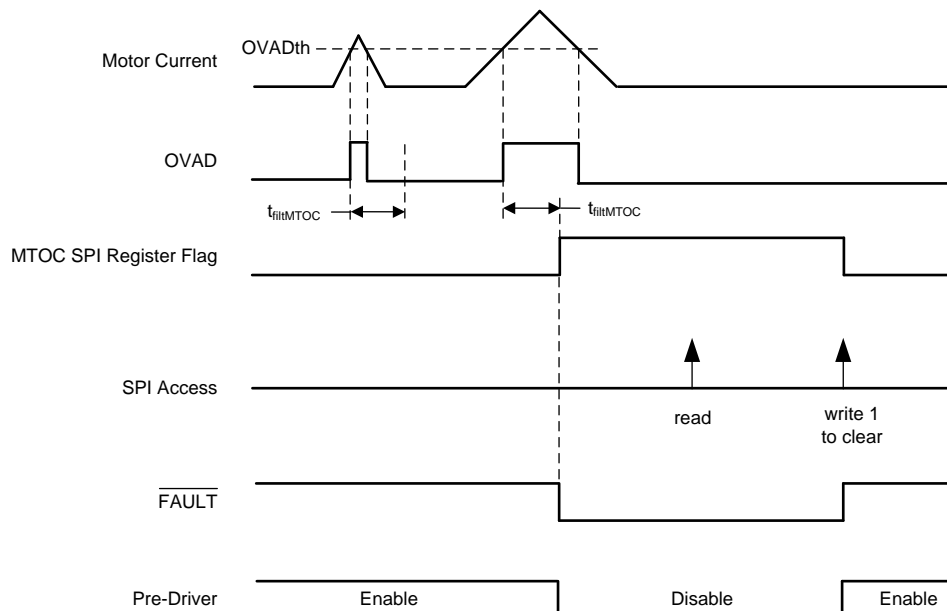 OVADth
Motor Current
OVAD
tfiltMTOC
tfiltMTOC
MTOC SPI Register Flag
SPI Access
read
write 1
to clear
FAULT
Pre-Driver
Enable
Disable
Enable